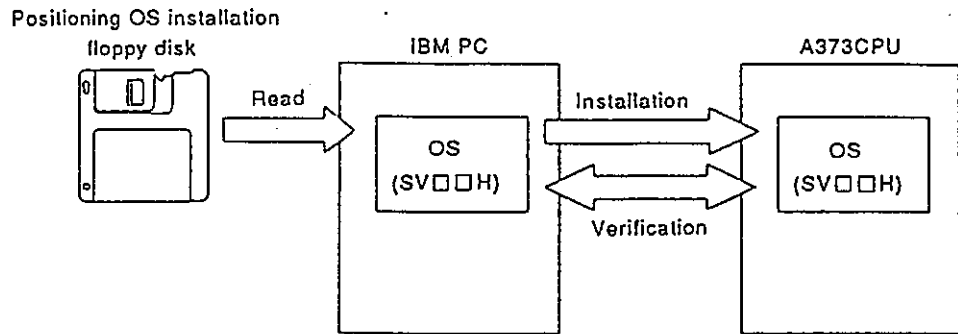 Positioning OS installation
floppy disk
IBM PC
A373CPU
Read
Installation
OS
(SV□□H)
OS
(SV□□H)
Verification